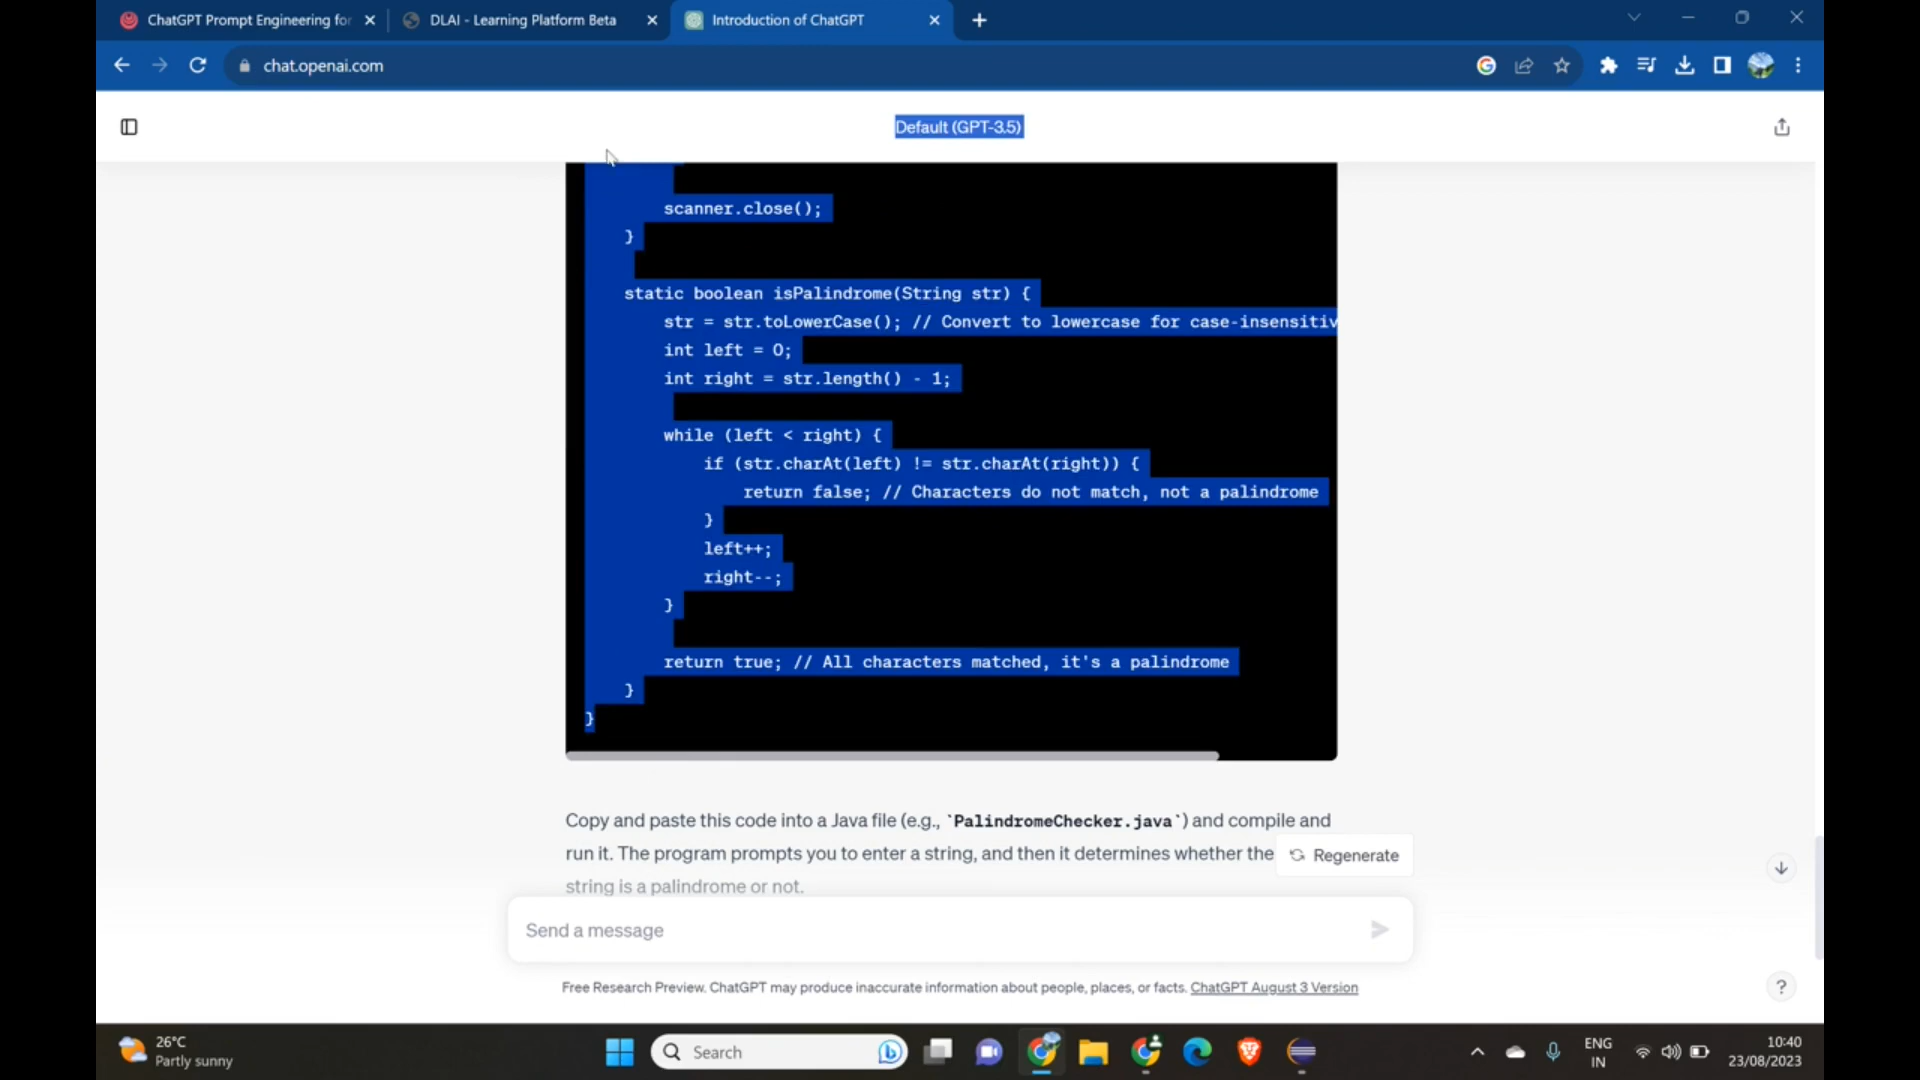 ChatGPT Prompt Engineering for
DLAI - Learning Platform Beta
Introduction of ChatGPT
chat.openai.com
Default (GPT-3.5)
scanner.close();
}
static boolean isPalindrome(String str) {
str = str.toLowerCase(); // Convert to lowercase for case-insensitiv
int left = 0;
int right = str.length() - 1;
while (left < right) {
if (str.charAt(left) != str.charAt(right)) {
return false; // Characters do not match, not a palindrome
}
left++;
right--;
}
return true; // All characters matched, it's a palindrome
}
}
Copy and paste this code into a Java file (e.g., `PalindromeChecker.java`) and compile and
run it. The program prompts you to enter a string, and then it determines whether the
string is a palindrome or not.
Regenerate
Send a message
Free Research Preview. ChatGPT may produce inaccurate information about people, places, or facts. ChatGPT August 3 Version
?
26°C
Partly sunny
Search
ENG
IN
10:40
23/08/2023